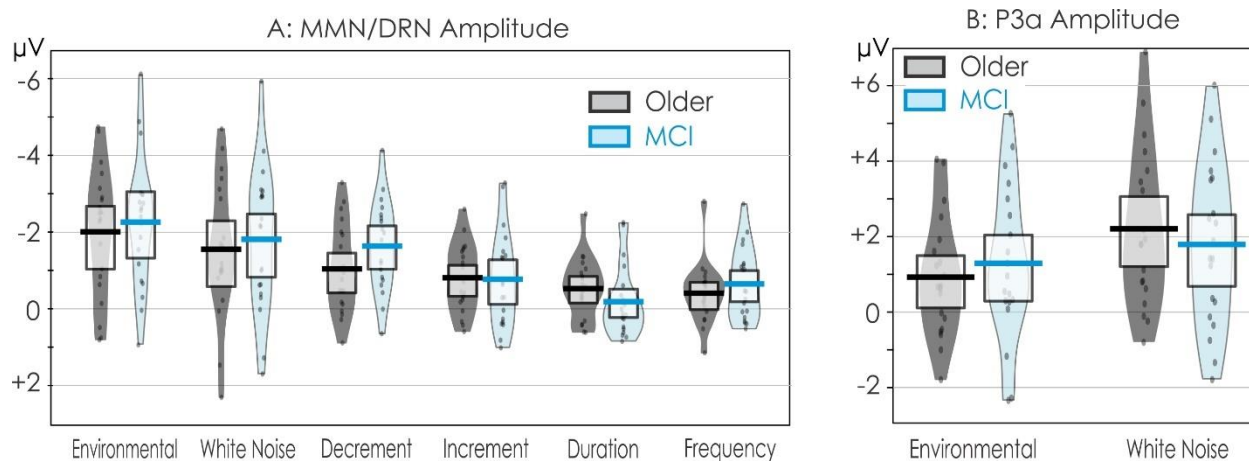 A: MMN/DRN Amplitude
µV
-6
-4
-2
0
+2
Older
MCI
Environmental White Noise Decrement Increment Duration Frequency
B: P3a Amplitude
µV
+6
+4
+2
0
-2
Older
MCI
Environmental White Noise